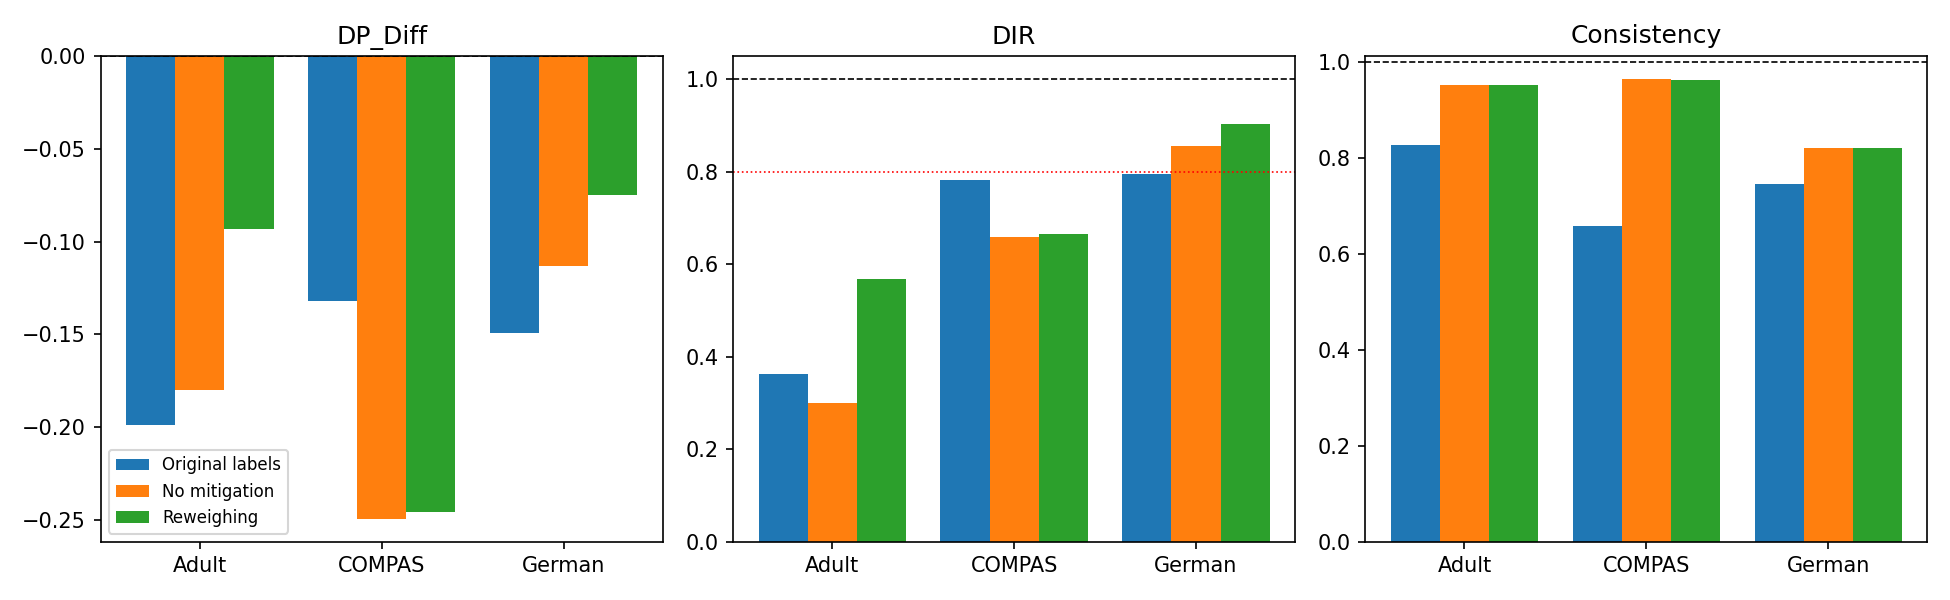 DP_Diff
0.00
−0.05
−0.10
−0.15
−0.20
−0.25
Original labels
No mitigation
Reweighing
Adult COMPAS German
DIR
1.0
0.8
0.6
0.4
0.2
0.0
Adult COMPAS German
Consistency
1.0
0.8
0.6
0.4
0.2
0.0
Adult COMPAS German